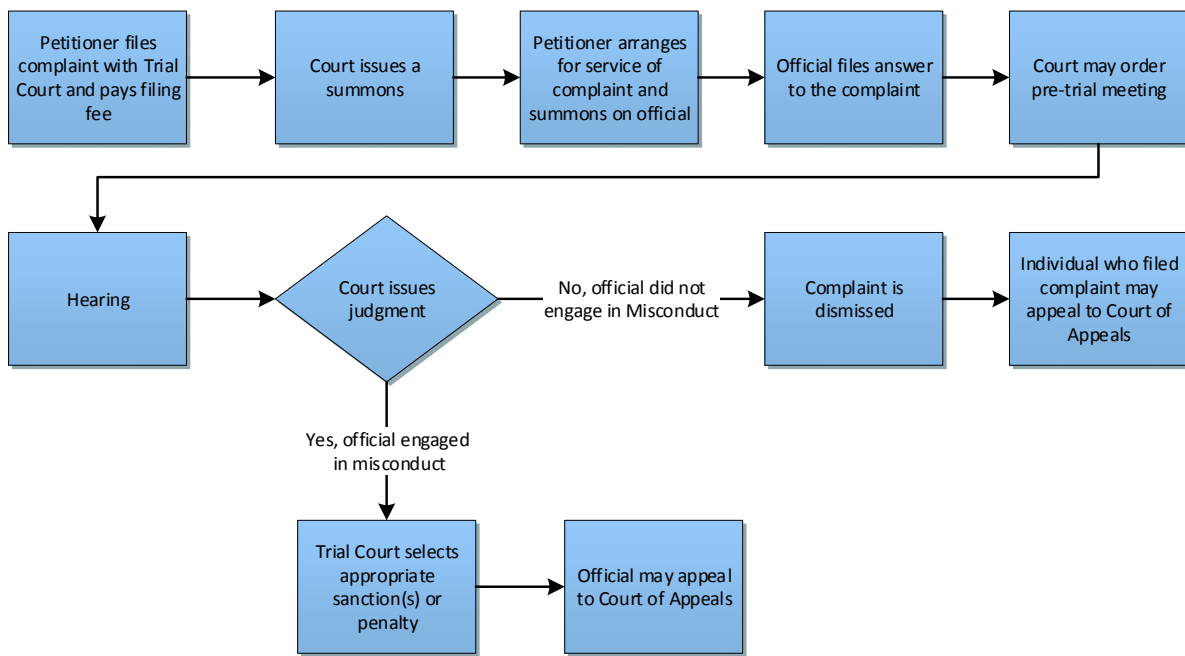 Petitioner files
complaint with Trial
Court and pays filing
fee
Court issues a
summons
Petitioner arranges
for service of
complaint and
summons on official
Official files answer
to the complaint
Court may order
pre-trial meeting
Hearing
Court issues
judgment
No, official did not
engage in Misconduct
Complaint is
dismissed
Individual who filed
complaint may
appeal to Court of
Appeals
Yes, official engaged
in misconduct
Trial Court selects
appropriate
sanction(s) or
penalty
Official may appeal
to Court of Appeals